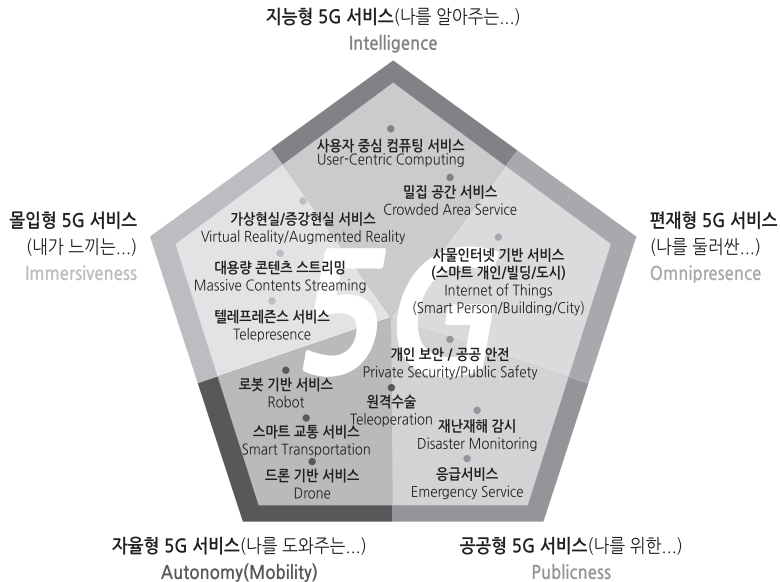 지능형 5G 서비스(나를 알아주는...)
Intelligence
사용자 중심 컴퓨팅 서비스
User-Centric Computing
밀집 공간 서비스
Crowded Area Service
몰입형 5G 서비스
(내가 느끼는...)
Immersiveness
가상현실/증강현실 서비스
Virtual Reality/Augmented Reality
대용량 콘텐츠 스트리밍
Massive Contents Streaming
텔레프레즌스 서비스
Telepresence
편재형 5G 서비스
(나를 둘러싼...)
Omnipresence
사물인터넷 기반 서비스
(스마트 개인/빌딩/도시)
Internet of Things
(Smart Person/Building/City)
5G
개인 보안 / 공공 안전
Private Security/Public Safety
로봇 기반 서비스
Robot
원격수술
Teleoperation
스마트 교통 서비스
Smart Transportation
드론 기반 서비스
Drone
재난재해 감시
Disaster Monitoring
응급서비스
Emergency Service
자율형 5G 서비스(나를 도와주는...)
Autonomy(Mobility)
공공형 5G 서비스(나를 위한...)
Publicness